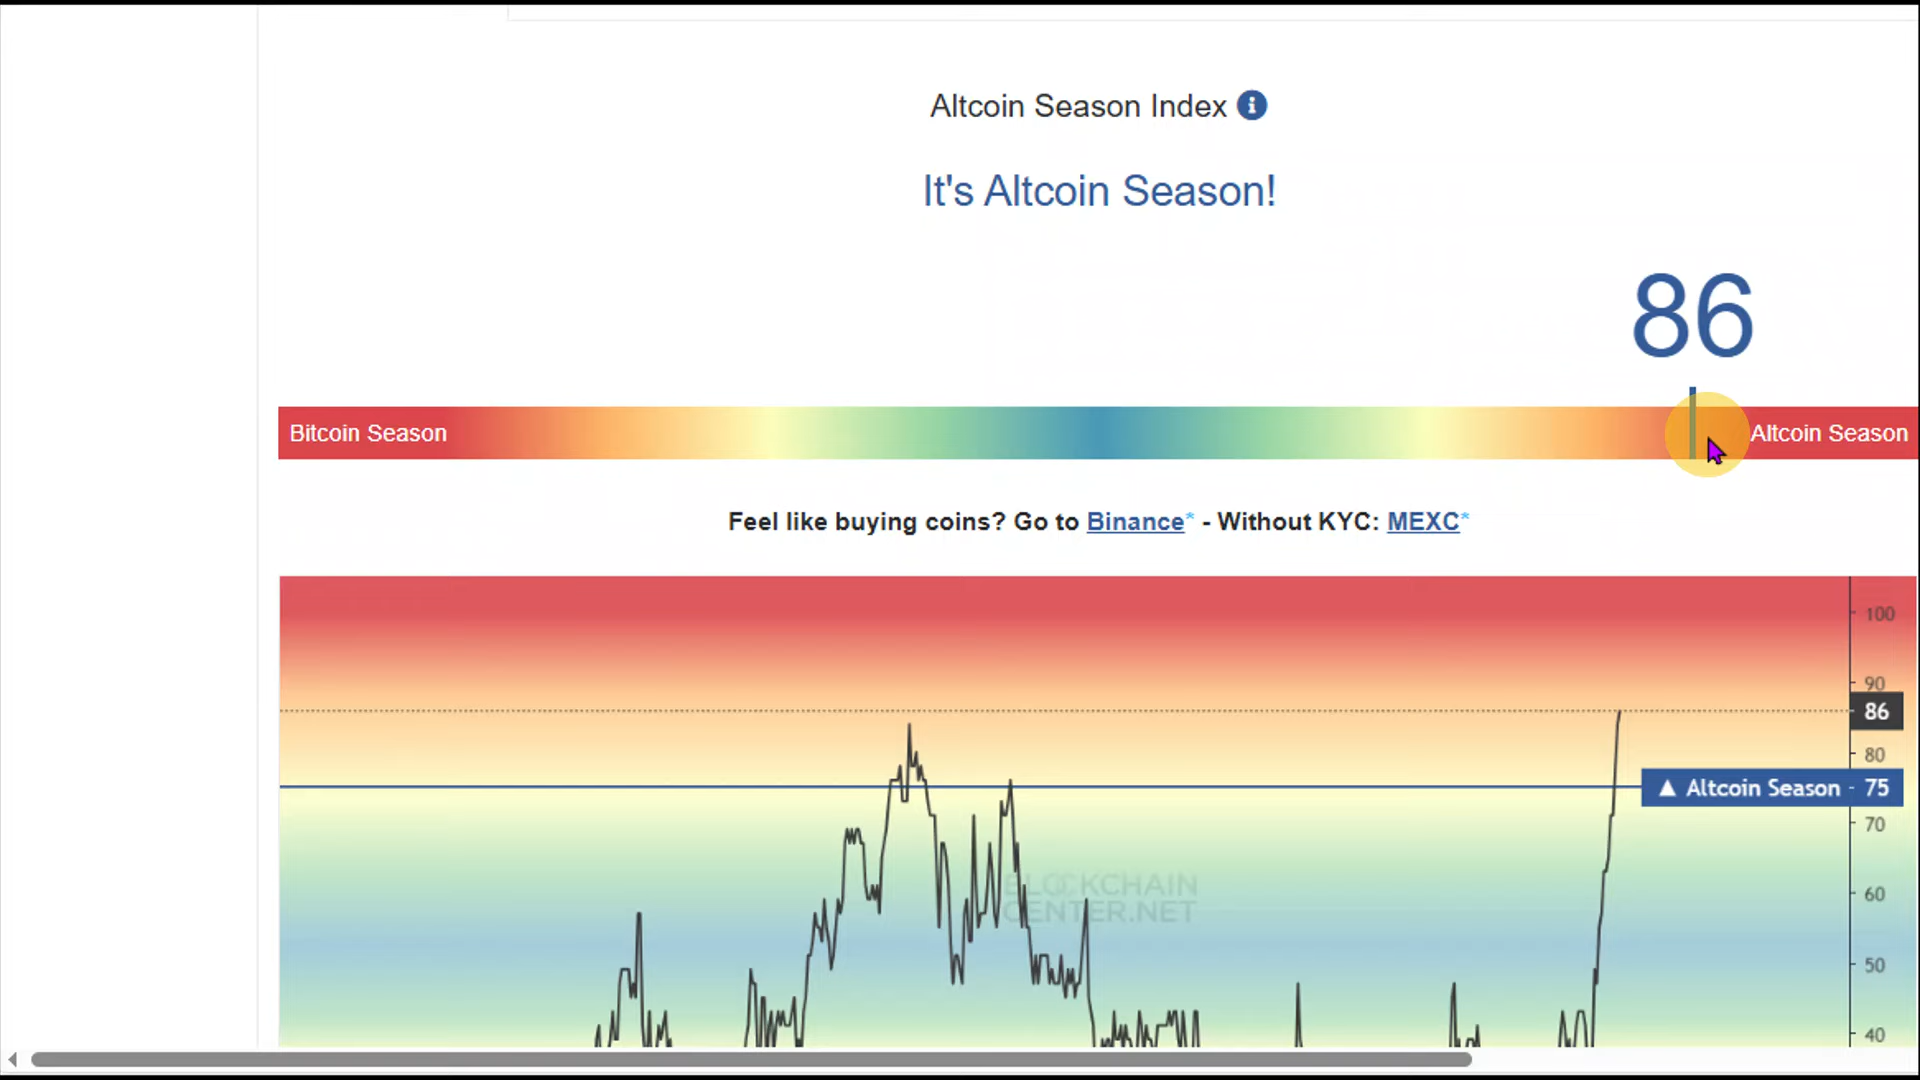 Altcoin Season Index
It's Altcoin Season!
86
Bitcoin Season
Altcoin Season
Feel like buying coins? Go to Binance* - Without KYC: MEXC*
100
90
86
80
▲ Altcoin Season - 75
70
BLOCKCHAIN
CENTER.NET
60
50
40